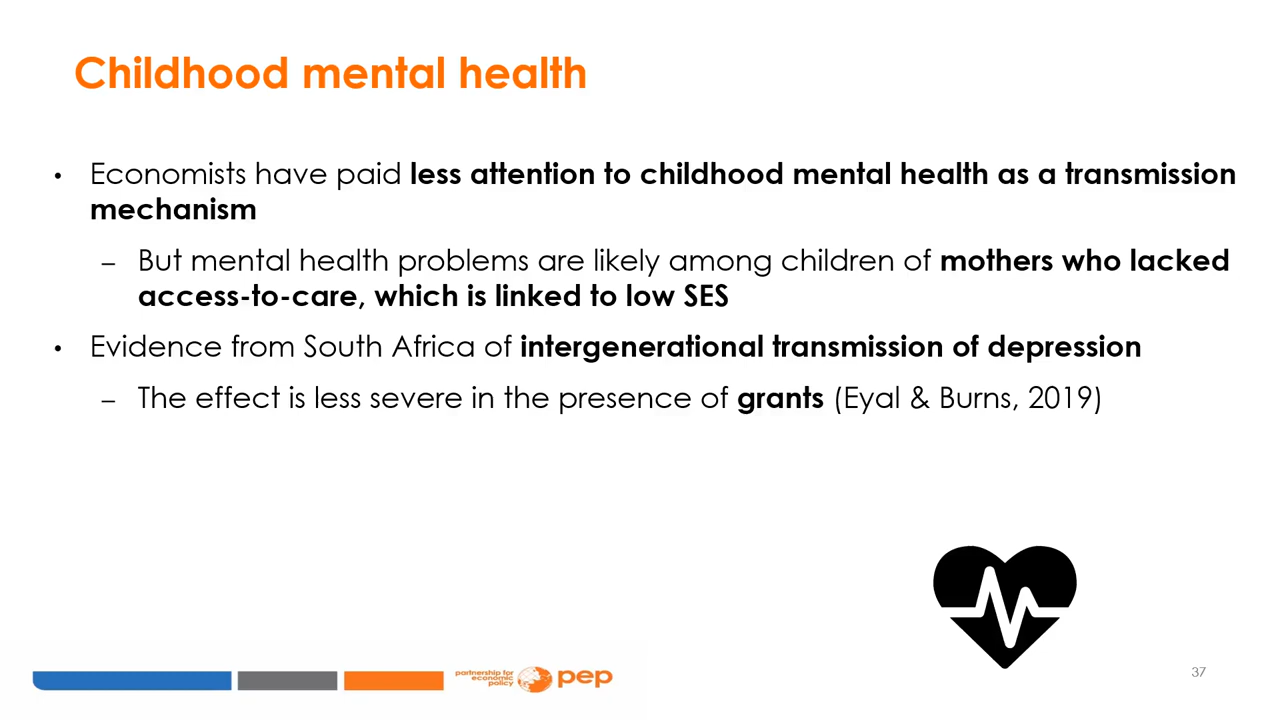 Childhood mental health
• Economists have paid less attention to childhood mental health as a transmission
mechanism
– But mental health problems are likely among children of mothers who lacked
access-to-care, which is linked to low SES
• Evidence from South Africa of intergenerational transmission of depression
– The effect is less severe in the presence of grants (Eyal & Burns, 2019)
partnership for
economic
policy
pep
37